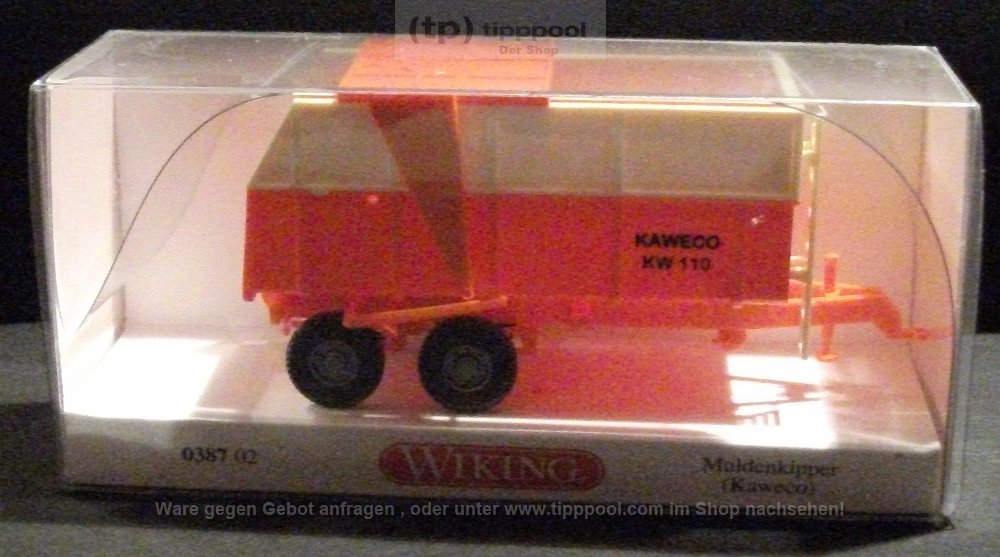 (tp) tipppool
Der Shop
KAWECO
KW 110
0387 02
WIKING
Muldenkipper
(Kaweco)
Ware gegen Gebot anfragen , oder unter www.tipppool.com im Shop nachsehen!